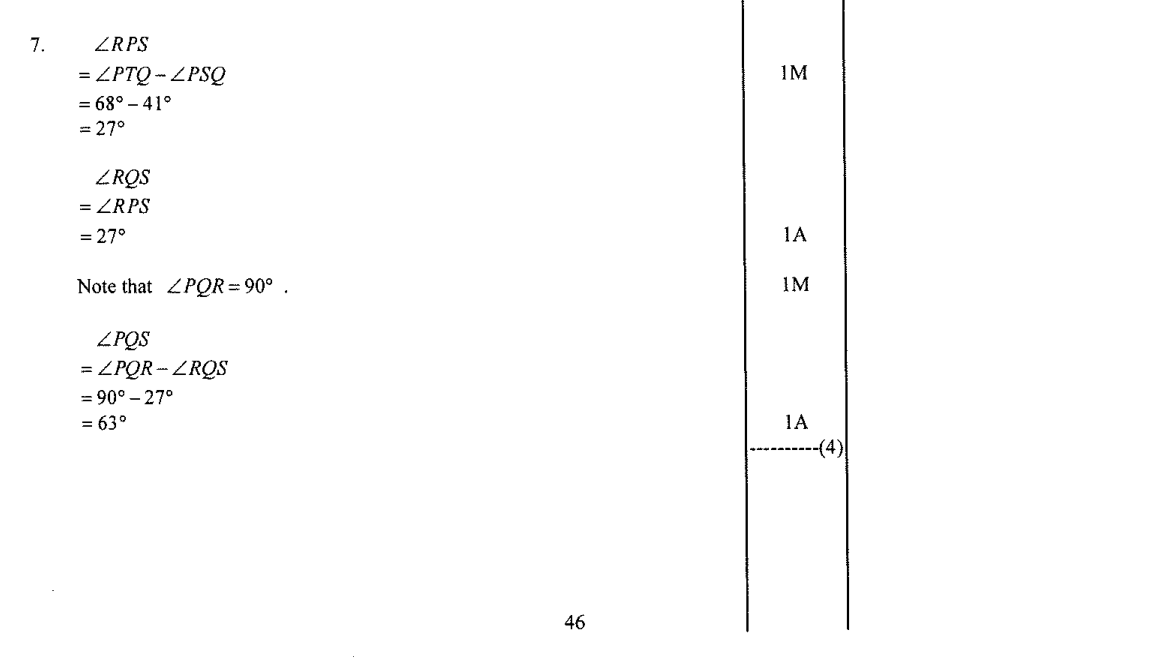 7. ∠RPS
= ∠PTQ − ∠PSQ 1M
= 68° − 41°
= 27°
∠RQS
= ∠RPS
= 27° 1A
Note that ∠PQR = 90° . 1M
∠PQS
= ∠PQR − ∠RQS
= 90° − 27°
= 63° 1A
----------(4)
46